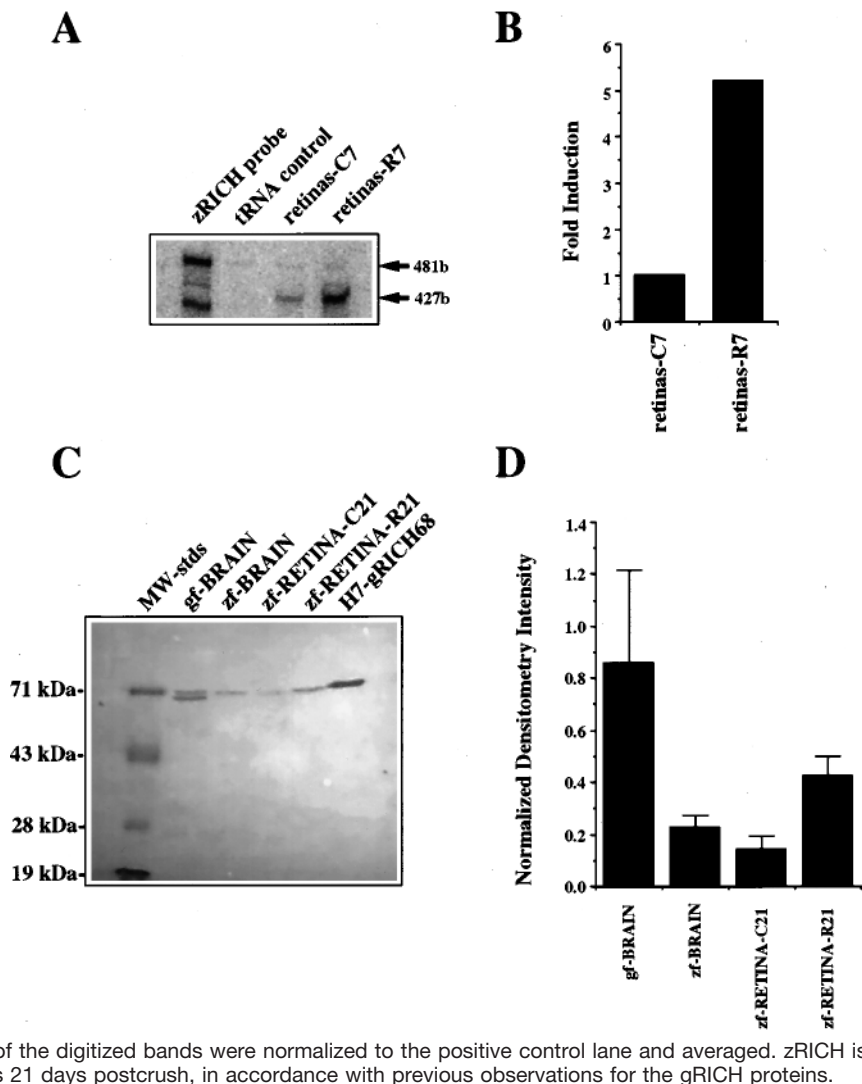 A
zRICH probe
tRNA control
retinas-C7
retinas-R7
481b
427b
B
Fold Induction
6
5
4
3
2
1
0
retinas-C7
retinas-R7
C
MW-stds
gf-BRAIN
zf-BRAIN
zf-RETINA-C21
zf-RETINA-R21
H7-gRICH68
71 kDa-
43 kDa-
28 kDa-
19 kDa-
D
Normalized Densitometry Intensity
1.4
1.2
1.0
0.8
0.6
0.4
0.2
0.0
gf-BRAIN
zf-BRAIN
zf-RETINA-C21
zf-RETINA-R21
of the digitized bands were normalized to the positive control lane and averaged. zRICH is
s 21 days postcrush, in accordance with previous observations for the gRICH proteins.